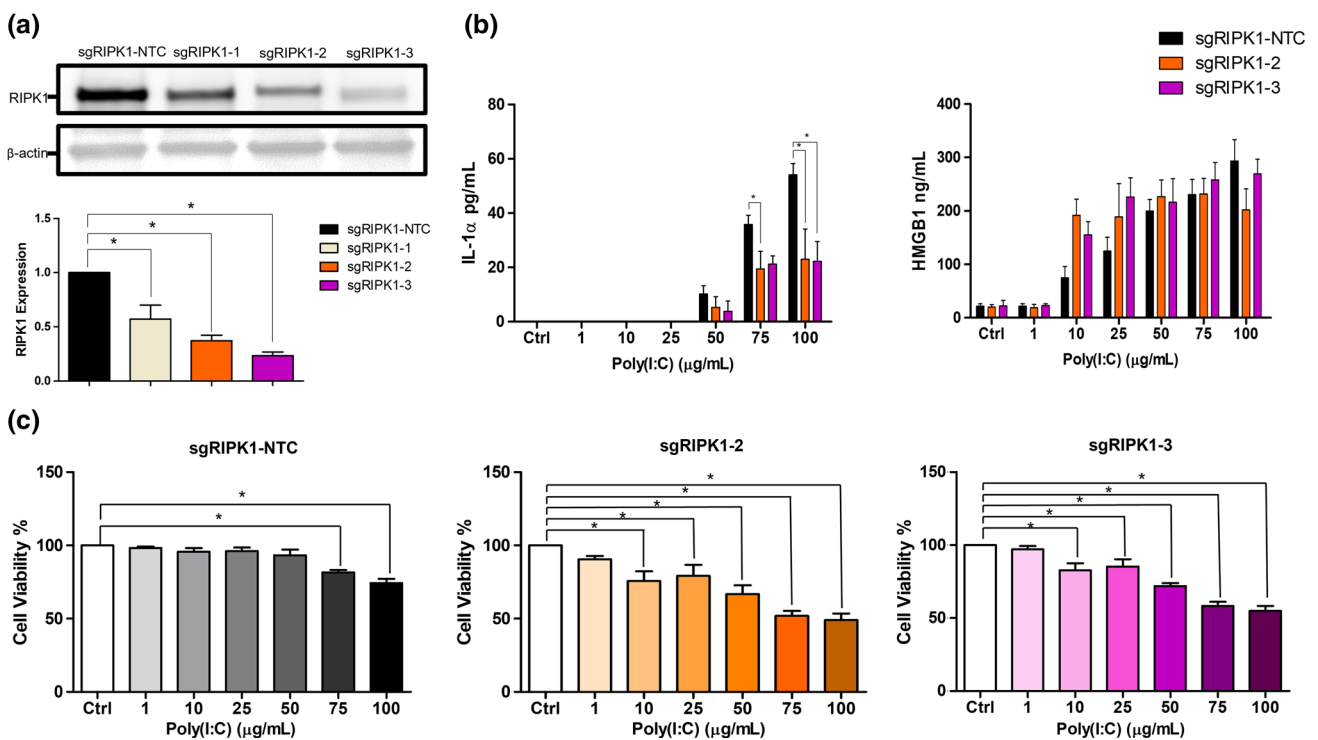 (a)
sgRIPK1-NTC sgRIPK1-1 sgRIPK1-2 sgRIPK1-3
RIPK1
β-actin
1.5
1.0
0.5
0.0
RIPK1 Expression
* * *
sgRIPK1-NTC
sgRIPK1-1
sgRIPK1-2
sgRIPK1-3
(b)
sgRIPK1-NTC
sgRIPK1-2
sgRIPK1-3
80
60
40
20
0
IL-1α pg/mL
* * *
Ctrl 1 10 25 50 75 100
Poly(I:C) (μg/mL)
400
300
200
100
0
HMGB1 ng/mL
Ctrl 1 10 25 50 75 100
Poly(I:C) (μg/mL)
(c)
sgRIPK1-NTC
150
100
50
0
Cell Viability %
* *
Ctrl 1 10 25 50 75 100
Poly(I:C) (μg/mL)
sgRIPK1-2
150
100
50
0
Cell Viability %
* * * * *
Ctrl 1 10 25 50 75 100
Poly(I:C) (μg/mL)
sgRIPK1-3
150
100
50
0
Cell Viability %
* * * * *
Ctrl 1 10 25 50 75 100
Poly(I:C) (μg/mL)